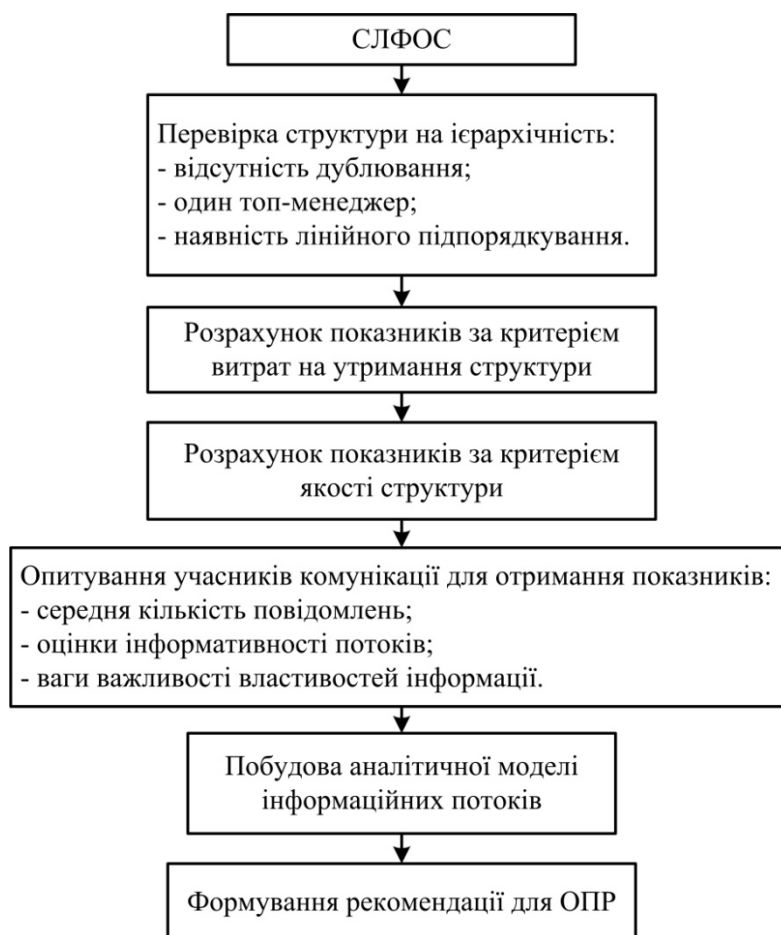 СЛФОС
Перевірка структури на ієрархічність:
- відсутність дублювання;
- один топ-менеджер;
- наявність лінійного підпорядкування.
Розрахунок показників за критерієм
витрат на утримання структури
Розрахунок показників за критерієм
якості структури
Опитування учасників комунікації для отримання показників:
- середня кількість повідомлень;
- оцінки інформативності потоків;
- ваги важливості властивостей інформації.
Побудова аналітичної моделі
інформаційних потоків
Формування рекомендації для ОПР